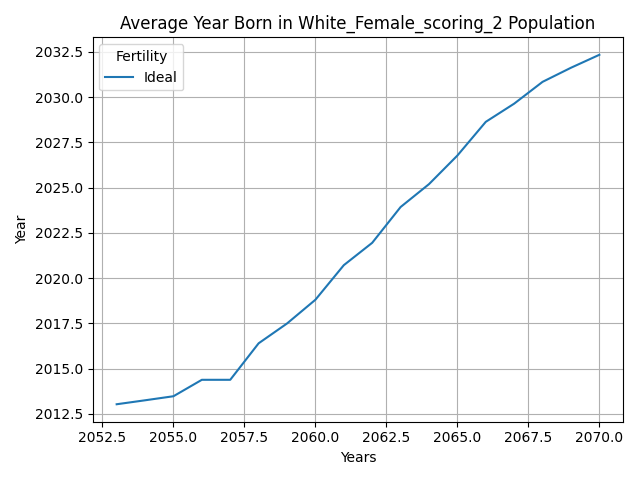 Average Year Born in White_Female_scoring_2 Population
Fertility
Ideal
2032.5
2030.0
2027.5
2025.0
2022.5
2020.0
2017.5
2015.0
2012.5
Year
2052.5 2055.0 2057.5 2060.0 2062.5 2065.0 2067.5 2070.0
Years